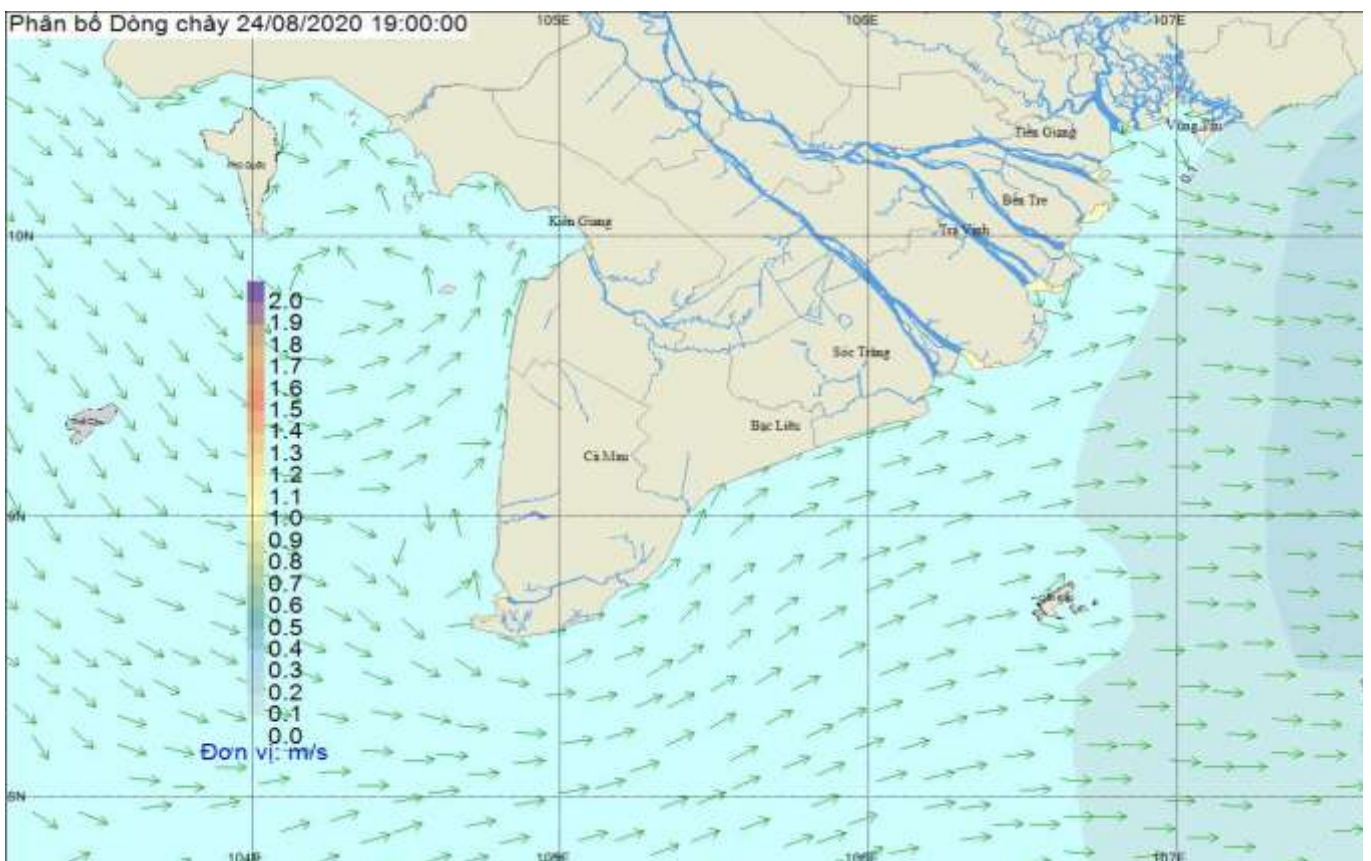 Phân bố Dòng chảy 24/08/2020 19:00:00
105E
106E
107E
Tiền Giang
Vũng Tàu
PHÚ QUỐC
0.1
Bến Tre
Kiên Giang
Trà Vinh
10N
2.0
1.9
1.8
1.7
1.6
1.5
1.4
1.3
1.2
1.1
1.0
0.9
0.8
0.7
0.6
0.5
0.4
0.3
0.2
0.1
0.0
Đơn vị: m/s
Sóc Trăng
Bạc Liêu
Cà Mau
9N
8N
104E
105E
106E
107E